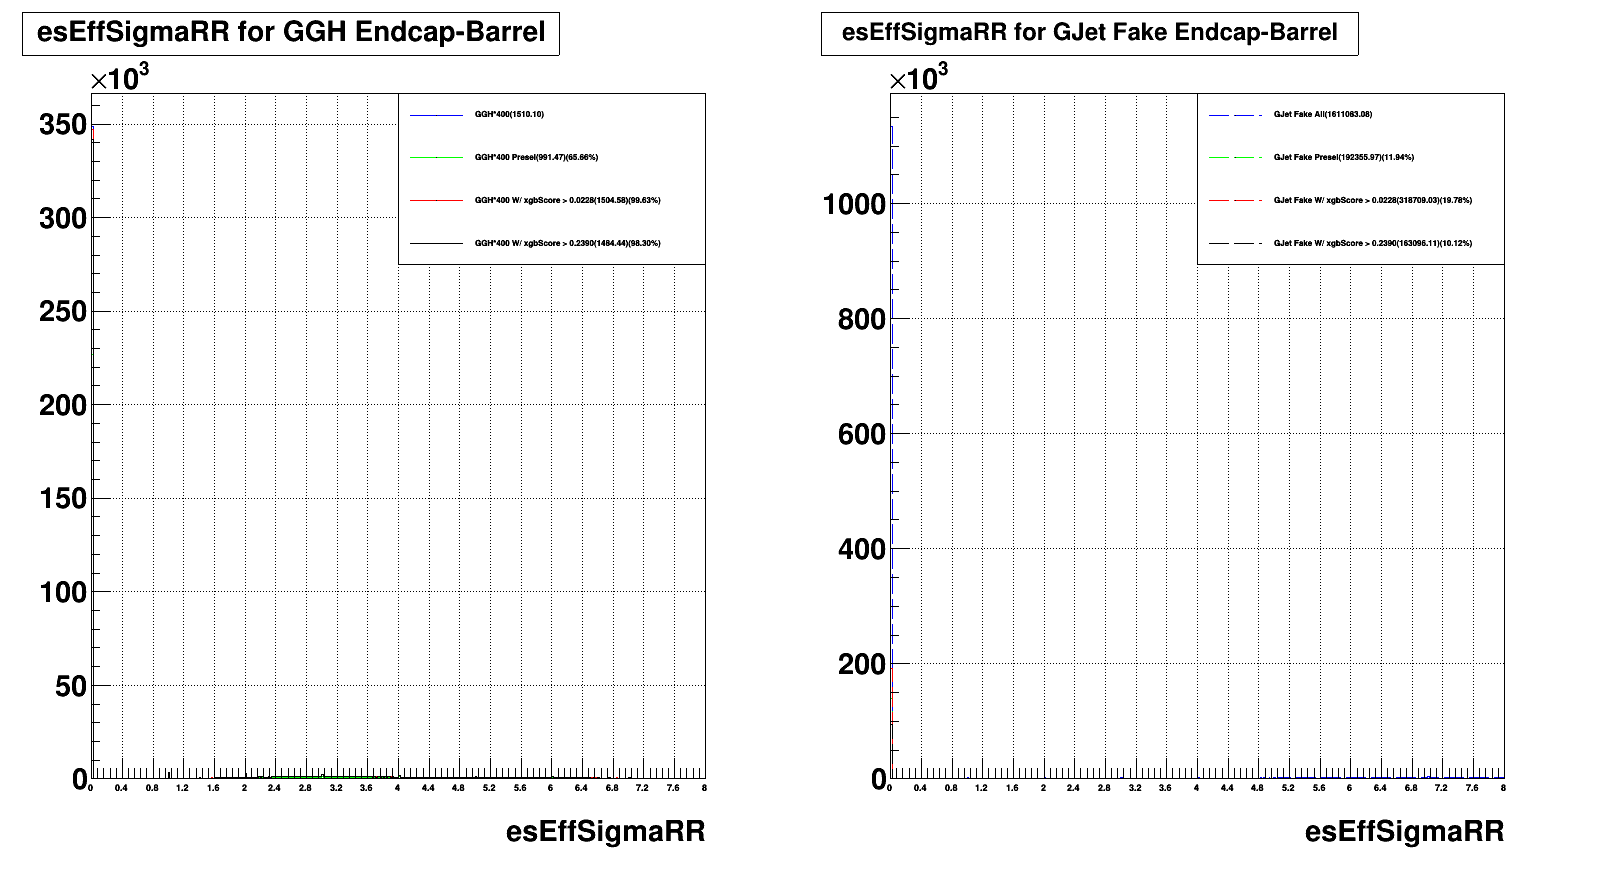 esEffSigmaRR for GGH Endcap-Barrel
×10³
GGH*400(1510.10)
GGH*400 Presel(991.47)(65.66%)
GGH*400 W/ xgbScore > 0.0228(1504.58)(99.63%)
GGH*400 W/ xgbScore > 0.2390(1484.44)(98.30%)
350
300
250
200
150
100
50
0
0 0.4 0.8 1.2 1.6 2 2.4 2.8 3.2 3.6 4 4.4 4.8 5.2 5.6 6 6.4 6.8 7.2 7.6 8
esEffSigmaRR
esEffSigmaRR for GJet Fake Endcap-Barrel
×10³
GJet Fake All(1611063.08)
GJet Fake Presel(192355.97)(11.94%)
GJet Fake W/ xgbScore > 0.0228(318709.03)(19.78%)
GJet Fake W/ xgbScore > 0.2390(163096.11)(10.12%)
1000
800
600
400
200
0
0 0.4 0.8 1.2 1.6 2 2.4 2.8 3.2 3.6 4 4.4 4.8 5.2 5.6 6 6.4 6.8 7.2 7.6 8
esEffSigmaRR